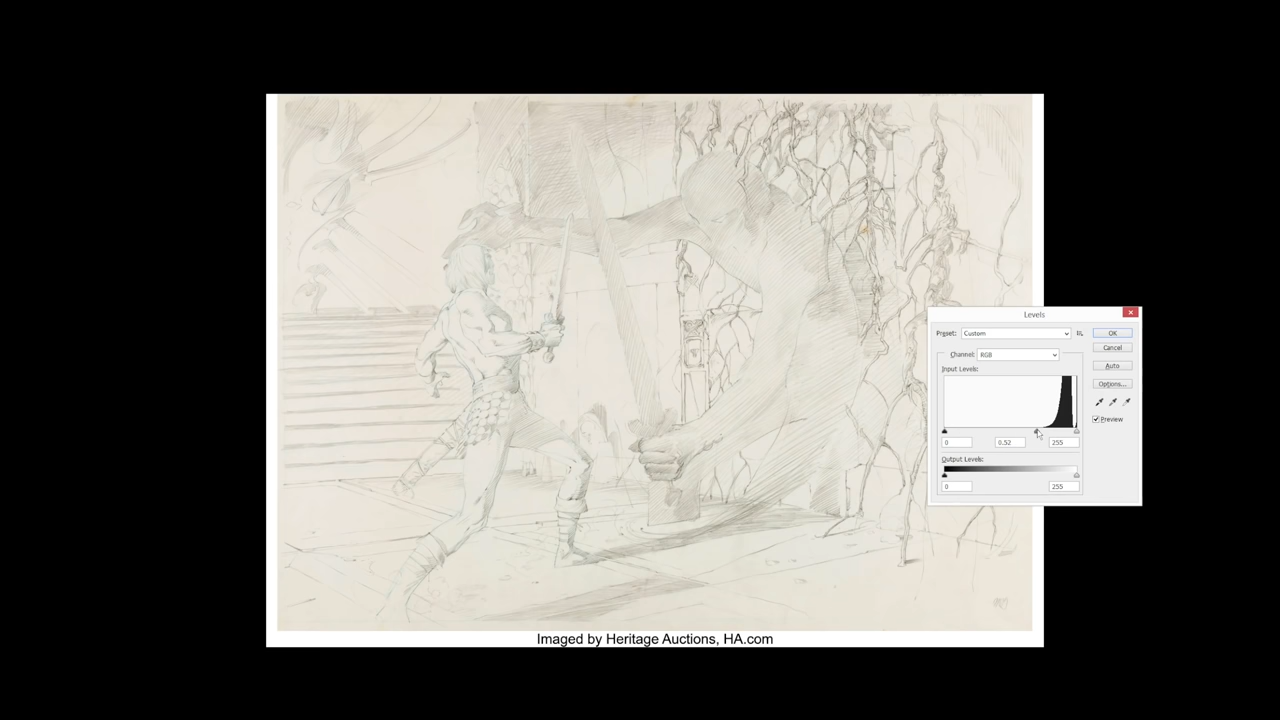 Levels
Preset: Custom
OK
Cancel
Channel: RGB
Auto
Input Levels:
Options...
Preview
0
0.52
255
Output Levels:
0
255
Imaged by Heritage Auctions, HA.com